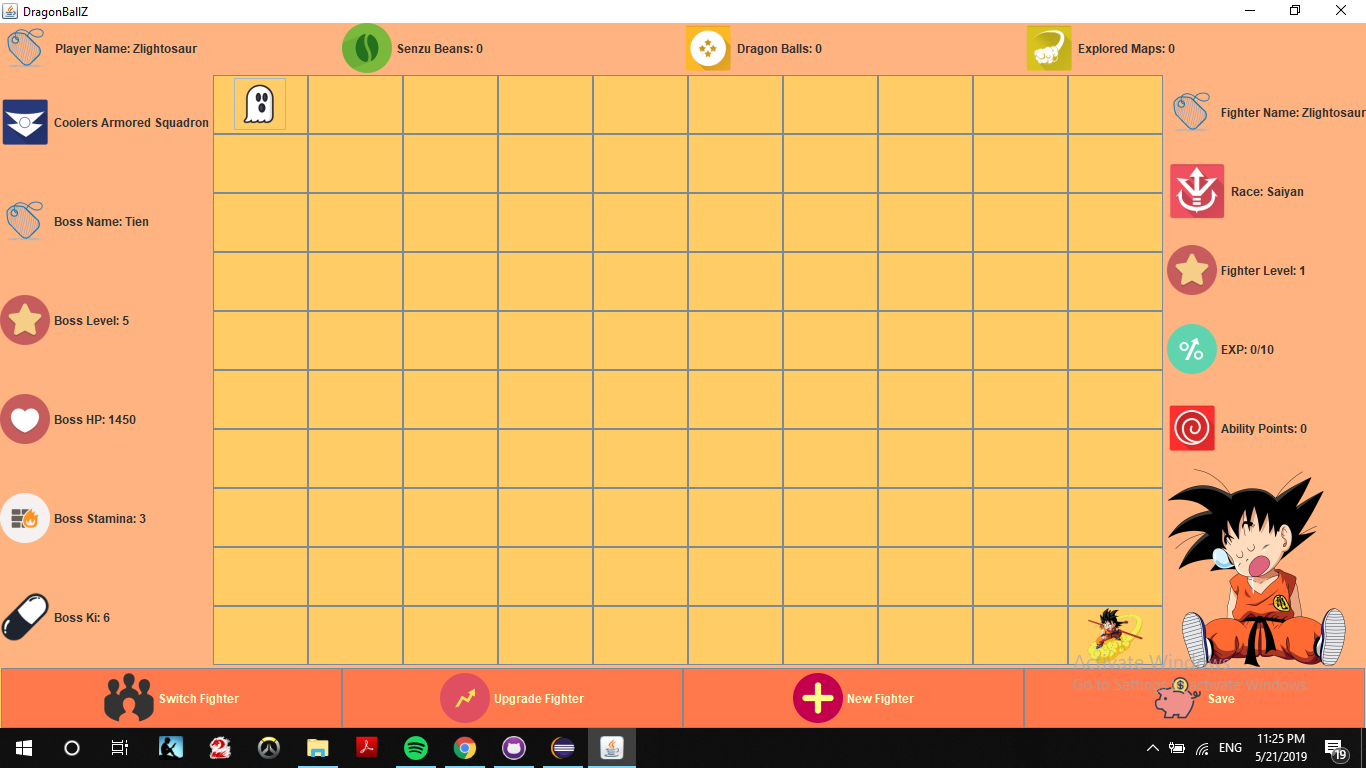 DragonBallZ
Player Name: Zlightosaur
Senzu Beans: 0
Dragon Balls: 0
Explored Maps: 0
Coolers Armored Squadron
Boss Name: Tien
Boss Level: 5
Boss HP: 1450
Boss Stamina: 3
Boss Ki: 6
Fighter Name: Zlightosaur
Race: Saiyan
Fighter Level: 1
EXP: 0/10
Ability Points: 0
Activate Windows
Go to Settings to activate Windows.
Switch Fighter
Upgrade Fighter
New Fighter
Save
ENG
11:25 PM
5/21/2019
19